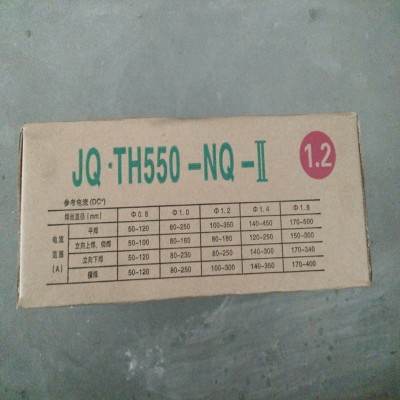 JQ·TH550-NQ-Ⅱ
1.2
参考电流(DC⁺)
焊丝直径(mm) Φ0.8 Φ1.0 Φ1.2 Φ1.4 Φ1.6
电流范围(A)
平焊 50-120 80-250 100-350 140-450 170-500
立向上焊、仰焊 50-100 80-160 80-180 120-250 150-300
立向下焊 50-120 80-230 80-250 140-300 170-340
横焊 50-120 80-250 100-300 140-350 170-400